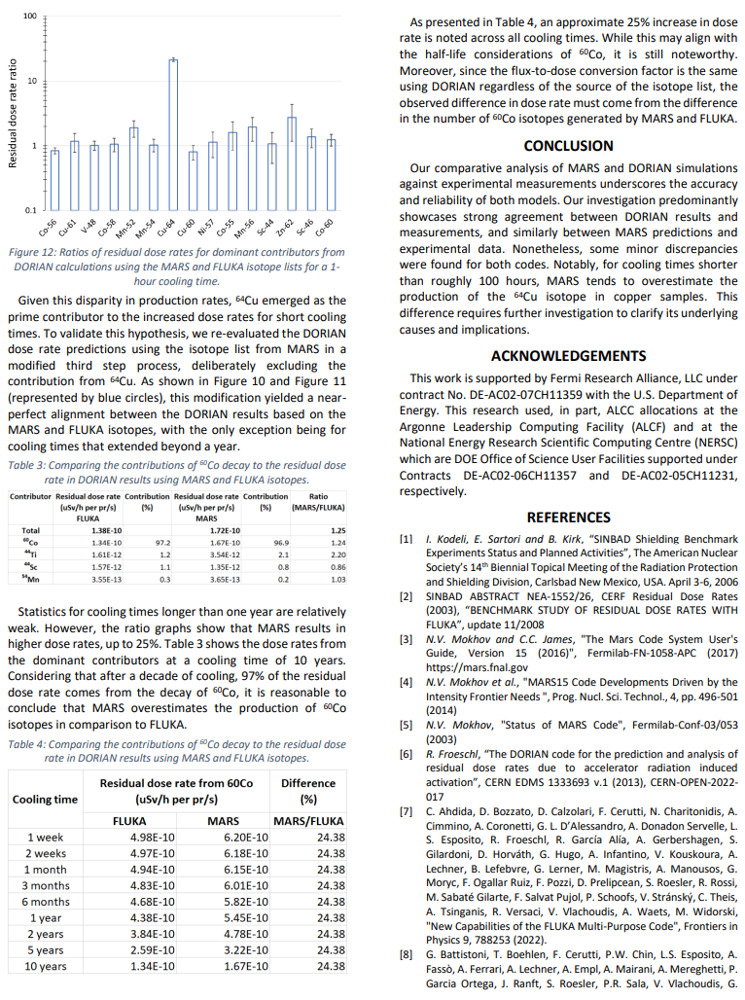 100
10
1
0.1
Residual dose rate ratio
Co-56
Cu-61
V-48
Co-58
Mn-52
Mn-54
Cu-64
Cu-60
Ni-57
Co-55
Mn-56
Sc-44
Zn-62
Sc-46
Co-60
Figure 12: Ratios of residual dose rates for dominant contributors from
DORIAN calculations using the MARS and FLUKA isotope lists for a 1-
hour cooling time.
Given this disparity in production rates, ⁶⁴Cu emerged as the
prime contributor to the increased dose rates for short cooling
times. To validate this hypothesis, we re-evaluated the DORIAN
dose rate predictions using the isotope list from MARS in a
modified third step process, deliberately excluding the
contribution from ⁶⁴Cu. As shown in Figure 10 and Figure 11
(represented by blue circles), this modification yielded a near-
perfect alignment between the DORIAN results based on the
MARS and FLUKA isotopes, with the only exception being for
cooling times that extended beyond a year.
Table 3: Comparing the contributions of ⁶⁰Co decay to the residual dose
rate in DORIAN results using MARS and FLUKA isotopes.
Contributor Residual dose rate Contribution Residual dose rate Contribution Ratio
(uSv/h per pr/s) (%) (uSv/h per pr/s) (%) (MARS/FLUKA)
FLUKA MARS
Total 1.38E-10 1.72E-10 1.25
⁶⁰Co 1.34E-10 97.2 1.67E-10 96.9 1.24
⁴⁴Ti 1.61E-12 1.2 3.54E-12 2.1 2.20
⁴⁴Sc 1.57E-12 1.1 1.35E-12 0.8 0.86
⁵⁴Mn 3.55E-13 0.3 3.65E-13 0.2 1.03
Statistics for cooling times longer than one year are relatively
weak. However, the ratio graphs show that MARS results in
higher dose rates, up to 25%. Table 3 shows the dose rates from
the dominant contributors at a cooling time of 10 years.
Considering that after a decade of cooling, 97% of the residual
dose rate comes from the decay of ⁶⁰Co, it is reasonable to
conclude that MARS overestimates the production of ⁶⁰Co
isotopes in comparison to FLUKA.
Table 4: Comparing the contributions of ⁶⁰Co decay to the residual dose
rate in DORIAN results using MARS and FLUKA isotopes.
Cooling time Residual dose rate from 60Co Difference
(uSv/h per pr/s) (%)
FLUKA MARS MARS/FLUKA
1 week 4.98E-10 6.20E-10 24.38
2 weeks 4.97E-10 6.18E-10 24.38
1 month 4.94E-10 6.15E-10 24.38
3 months 4.83E-10 6.01E-10 24.38
6 months 4.68E-10 5.82E-10 24.38
1 year 4.38E-10 5.45E-10 24.38
2 years 3.84E-10 4.78E-10 24.38
5 years 2.59E-10 3.22E-10 24.38
10 years 1.34E-10 1.67E-10 24.38
As presented in Table 4, an approximate 25% increase in dose
rate is noted across all cooling times. While this may align with
the half-life considerations of ⁶⁰Co, it is still noteworthy.
Moreover, since the flux-to-dose conversion factor is the same
using DORIAN regardless of the source of the isotope list, the
observed difference in dose rate must come from the difference
in the number of ⁶⁰Co isotopes generated by MARS and FLUKA.
CONCLUSION
Our comparative analysis of MARS and DORIAN simulations
against experimental measurements underscores the accuracy
and reliability of both models. Our investigation predominantly
showcases strong agreement between DORIAN results and
measurements, and similarly between MARS predictions and
experimental data. Nonetheless, some minor discrepancies
were found for both codes. Notably, for cooling times shorter
than roughly 100 hours, MARS tends to overestimate the
production of the ⁶⁴Cu isotope in copper samples. This
difference requires further investigation to clarify its underlying
causes and implications.
ACKNOWLEDGEMENTS
This work is supported by Fermi Research Alliance, LLC under
contract No. DE-AC02-07CH11359 with the U.S. Department of
Energy. This research used, in part, ALCC allocations at the
Argonne Leadership Computing Facility (ALCF) and at the
National Energy Research Scientific Computing Centre (NERSC)
which are DOE Office of Science User Facilities supported under
Contracts DE-AC02-06CH11357 and DE-AC02-05CH11231,
respectively.
REFERENCES
[1] I. Kodeli, E. Sartori and B. Kirk, “SINBAD Shielding Benchmark
Experiments Status and Planned Activities”, The American Nuclear
Society’s 14ᵗʰ Biennial Topical Meeting of the Radiation Protection
and Shielding Division, Carlsbad New Mexico, USA. April 3-6, 2006
[2] SINBAD ABSTRACT NEA-1552/26, CERF Residual Dose Rates
(2003), “BENCHMARK STUDY OF RESIDUAL DOSE RATES WITH
FLUKA”, update 11/2008
[3] N.V. Mokhov and C.C. James, "The Mars Code System User's
Guide, Version 15 (2016)", Fermilab-FN-1058-APC (2017)
https://mars.fnal.gov
[4] N.V. Mokhov et al., "MARS15 Code Developments Driven by the
Intensity Frontier Needs ", Prog. Nucl. Sci. Technol., 4, pp. 496-501
(2014)
[5] N.V. Mokhov, "Status of MARS Code", Fermilab-Conf-03/053
(2003)
[6] R. Froeschl, “The DORIAN code for the prediction and analysis of
residual dose rates due to accelerator radiation induced
activation”, CERN EDMS 1333693 v.1 (2013), CERN-OPEN-2022-
017
[7] C. Ahdida, D. Bozzato, D. Calzolari, F. Cerutti, N. Charitonidis, A.
Cimmino, A. Coronetti, G. L. D’Alessandro, A. Donadon Servelle, L.
S. Esposito, R. Froeschl, R. García Alía, A. Gerbershagen, S.
Gilardoni, D. Horváth, G. Hugo, A. Infantino, V. Kouskoura, A.
Lechner, B. Lefebvre, G. Lerner, M. Magistris, A. Manousos, G.
Moryc, F. Ogallar Ruiz, F. Pozzi, D. Prelipcean, S. Roesler, R. Rossi,
M. Sabaté Gilarte, F. Salvat Pujol, P. Schoofs, V. Stránský, C. Theis,
A. Tsinganis, R. Versaci, V. Vlachoudis, A. Waets, M. Widorski,
"New Capabilities of the FLUKA Multi-Purpose Code", Frontiers in
Physics 9, 788253 (2022).
[8] G. Battistoni, T. Boehlen, F. Cerutti, P.W. Chin, L.S. Esposito, A.
Fassò, A. Ferrari, A. Lechner, A. Empl, A. Mairani, A. Mereghetti, P.
Garcia Ortega, J. Ranft, S. Roesler, P.R. Sala, V. Vlachoudis, G.